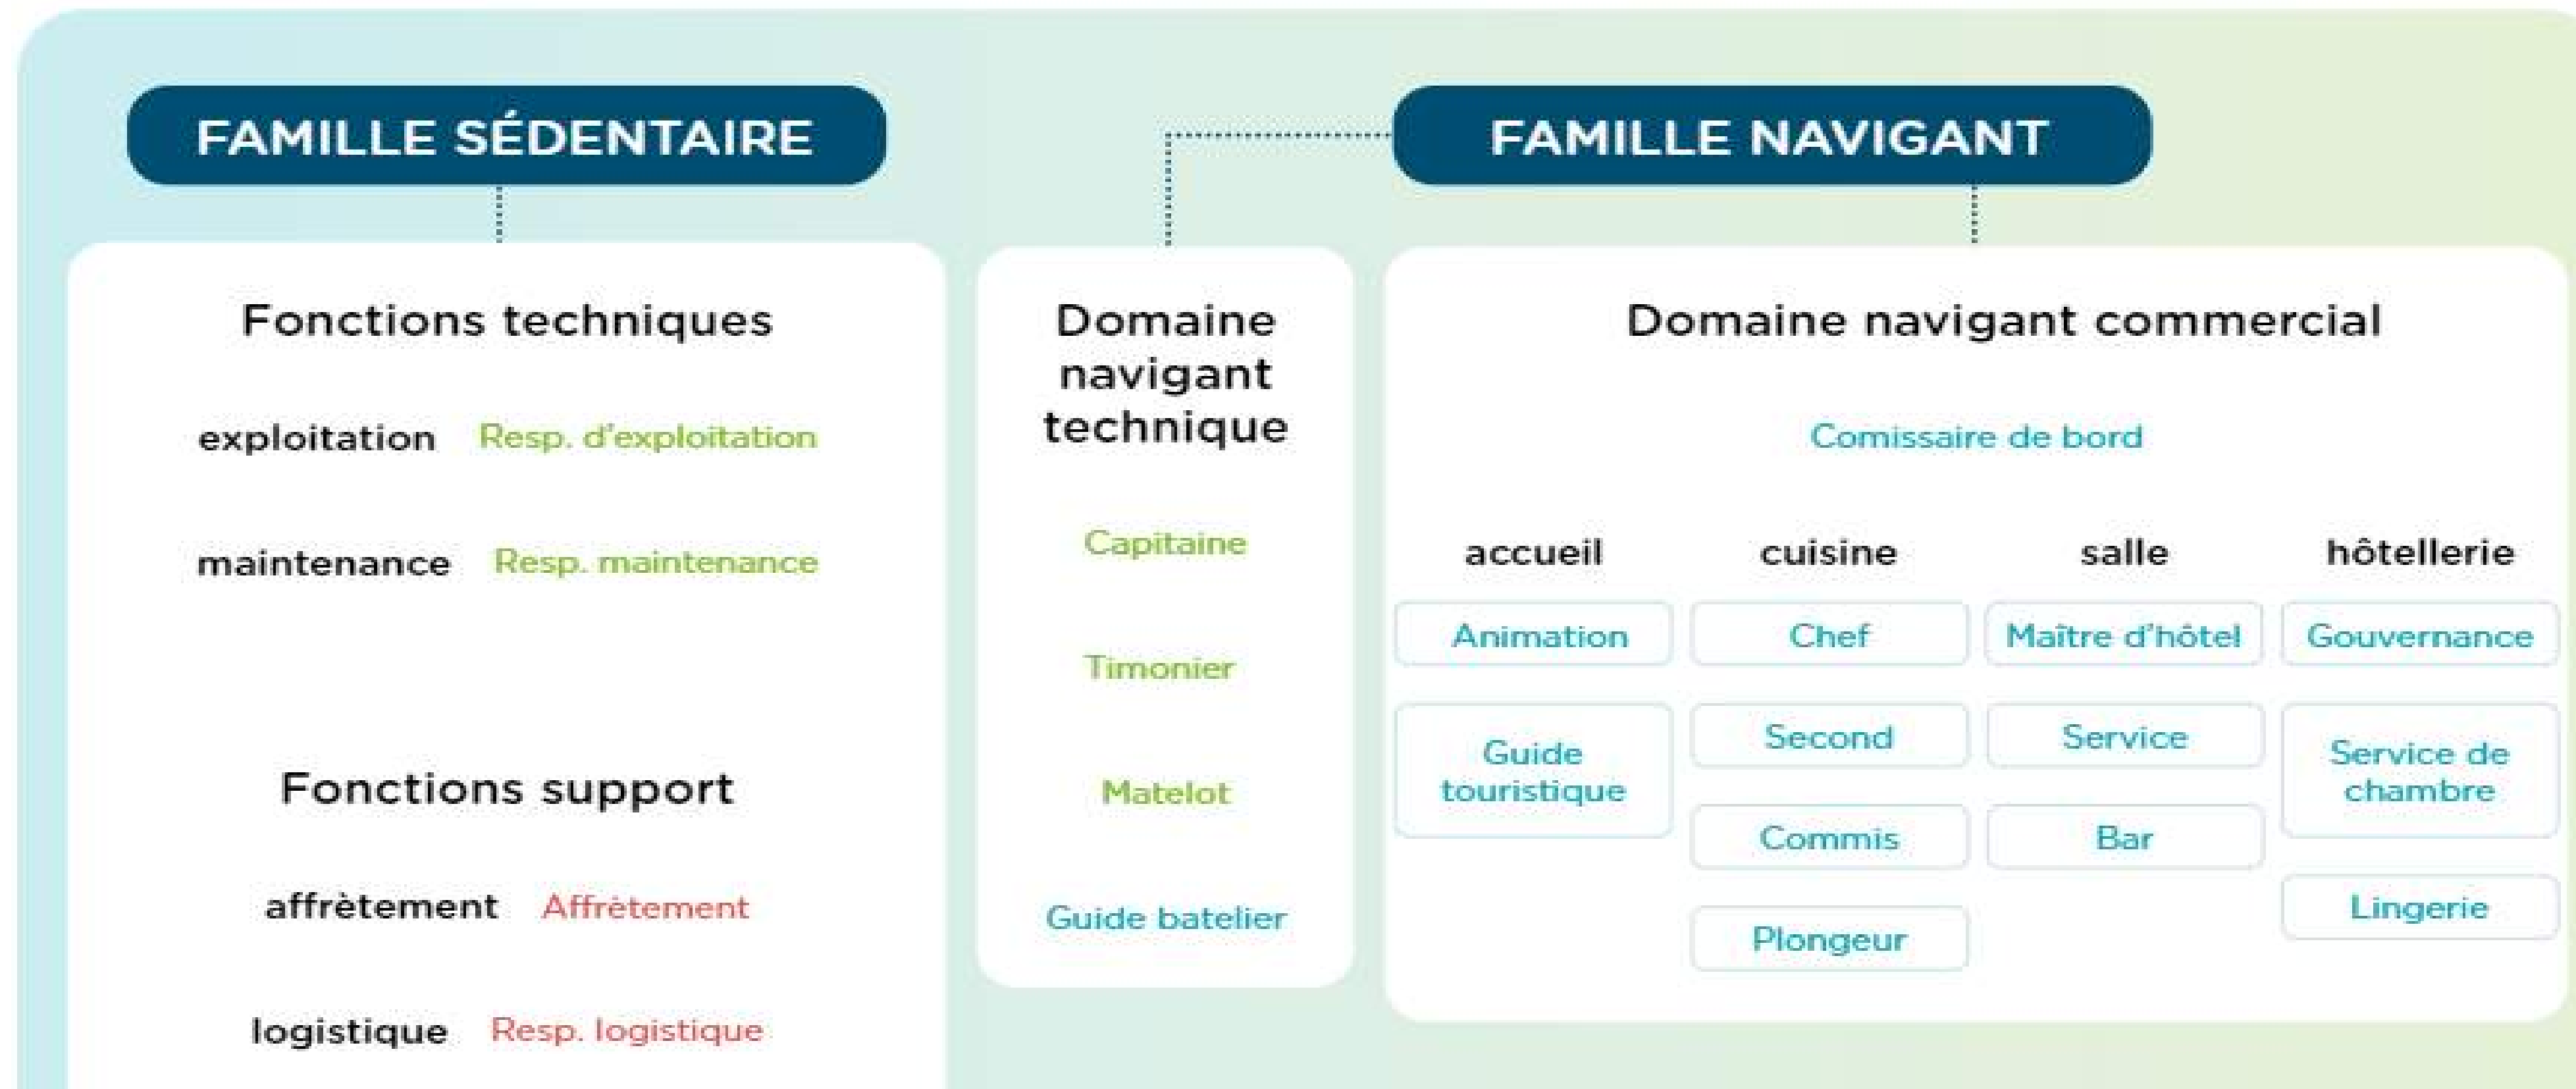 FAMILLE SÉDENTAIRE
Fonctions techniques
exploitation Resp. d'exploitation
maintenance Resp. maintenance
Fonctions support
affrètement Affrètement
logistique Resp. logistique
FAMILLE NAVIGANT
Domaine
navigant
technique
Capitaine
Timonier
Matelot
Guide batelier
Domaine navigant commercial
Comissaire de bord
accueil
Animation
Guide
touristique
cuisine
Chef
Second
Commis
Plongeur
salle
Maître d'hôtel
Service
Bar
hôtellerie
Gouvernance
Service de
chambre
Lingerie